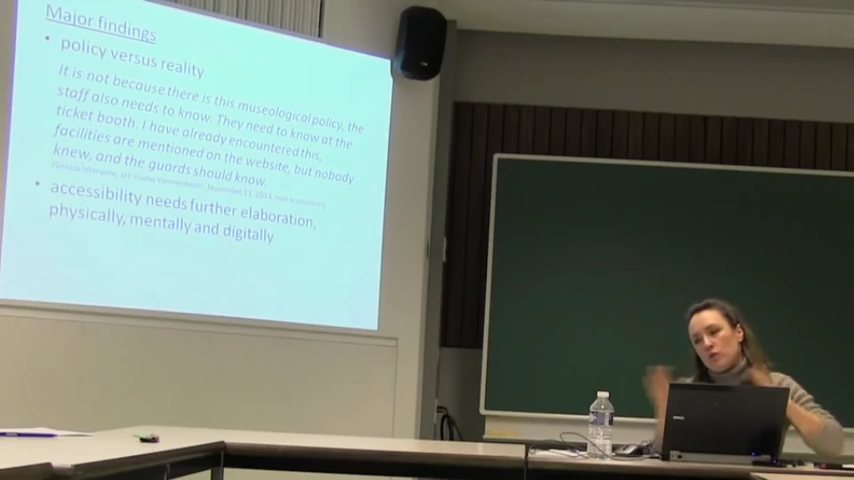 Major findings
• policy versus reality
It is not because there is this museological policy, the
staff also needs to know. They need to know at the
ticket booth. I have already encountered this,
facilities are mentioned on the website, but nobody
knew, and the guards should know.
• accessibility needs further elaboration,
physically, mentally and digitally
DELL